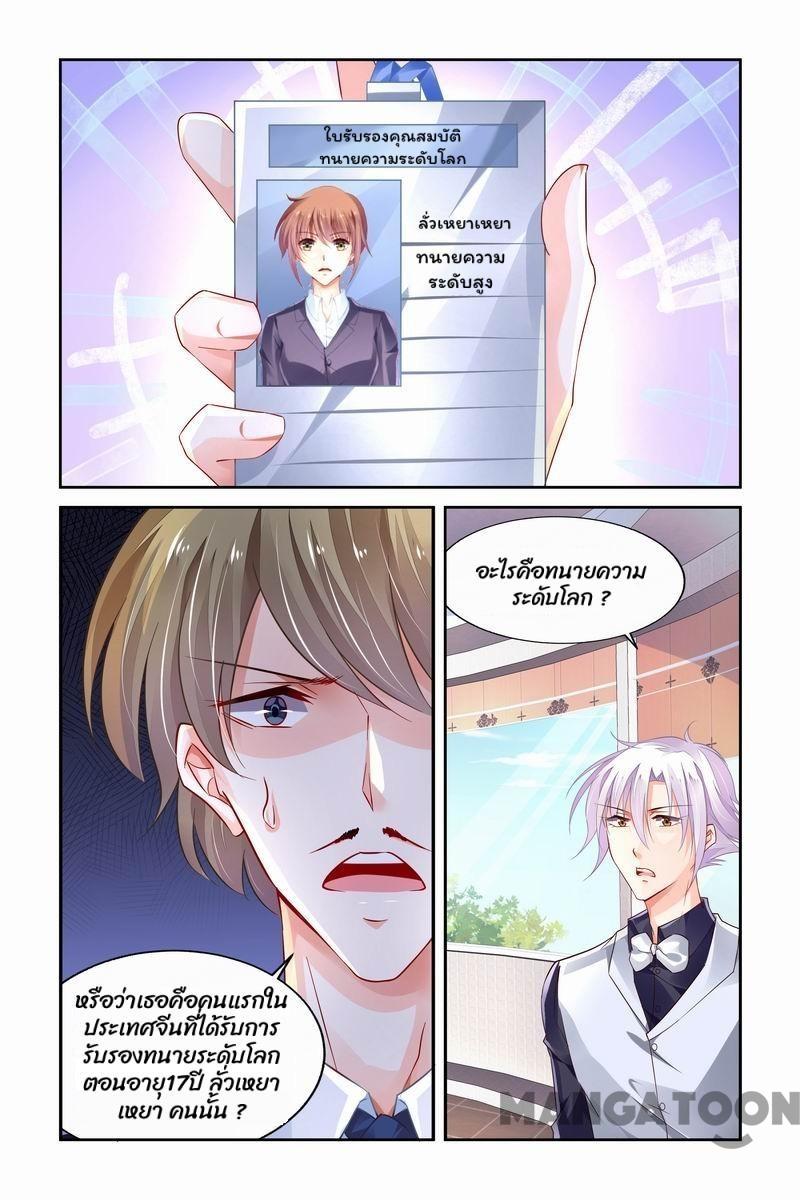 ใบรับรองคุณสมบัติ
ทนายความระดับโลก
ลั่วเหยาเหยา
ทนายความ
ระดับสูง
อะไรคือทนายความ
ระดับโลก ?
หรือว่าเธอคือคนแรกใน
ประเทศจีนที่ได้รับการ
รับรองทนายระดับโลก
ตอนอายุ17ปี ลั่วเหยา
เหยา คนนั้น ?
MANGATOON